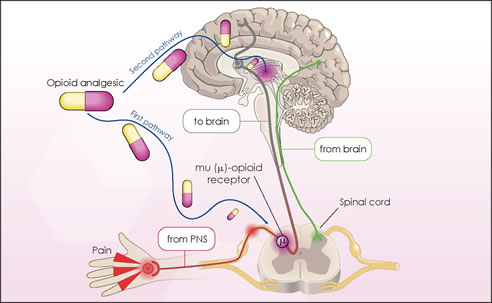 Second pathway
Opioid analgesic
First pathway
to brain
from brain
mu (μ)-opioid
receptor
Spinal cord
μ
from PNS
Pain